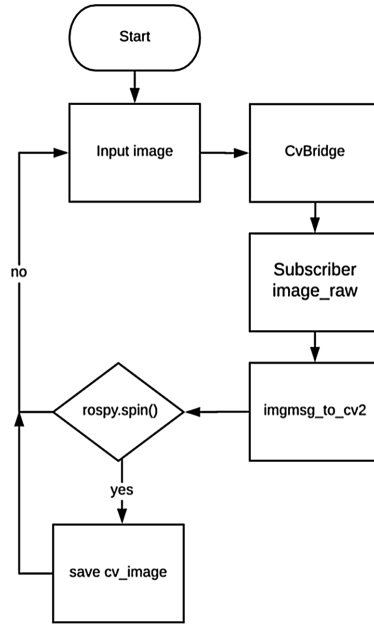 Start
Input image
CvBridge
no
Subscriber
image_raw
rospy.spin()
imgmsg_to_cv2
yes
save cv_image